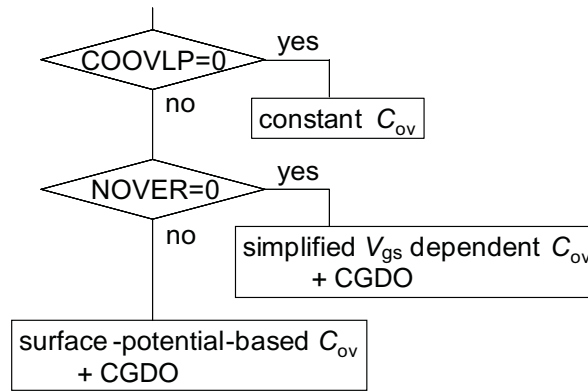 COOVLP=0
yes
no
constant Cov
NOVER=0
yes
no
simplified Vgs dependent Cov
+ CGDO
surface-potential-based Cov
+ CGDO